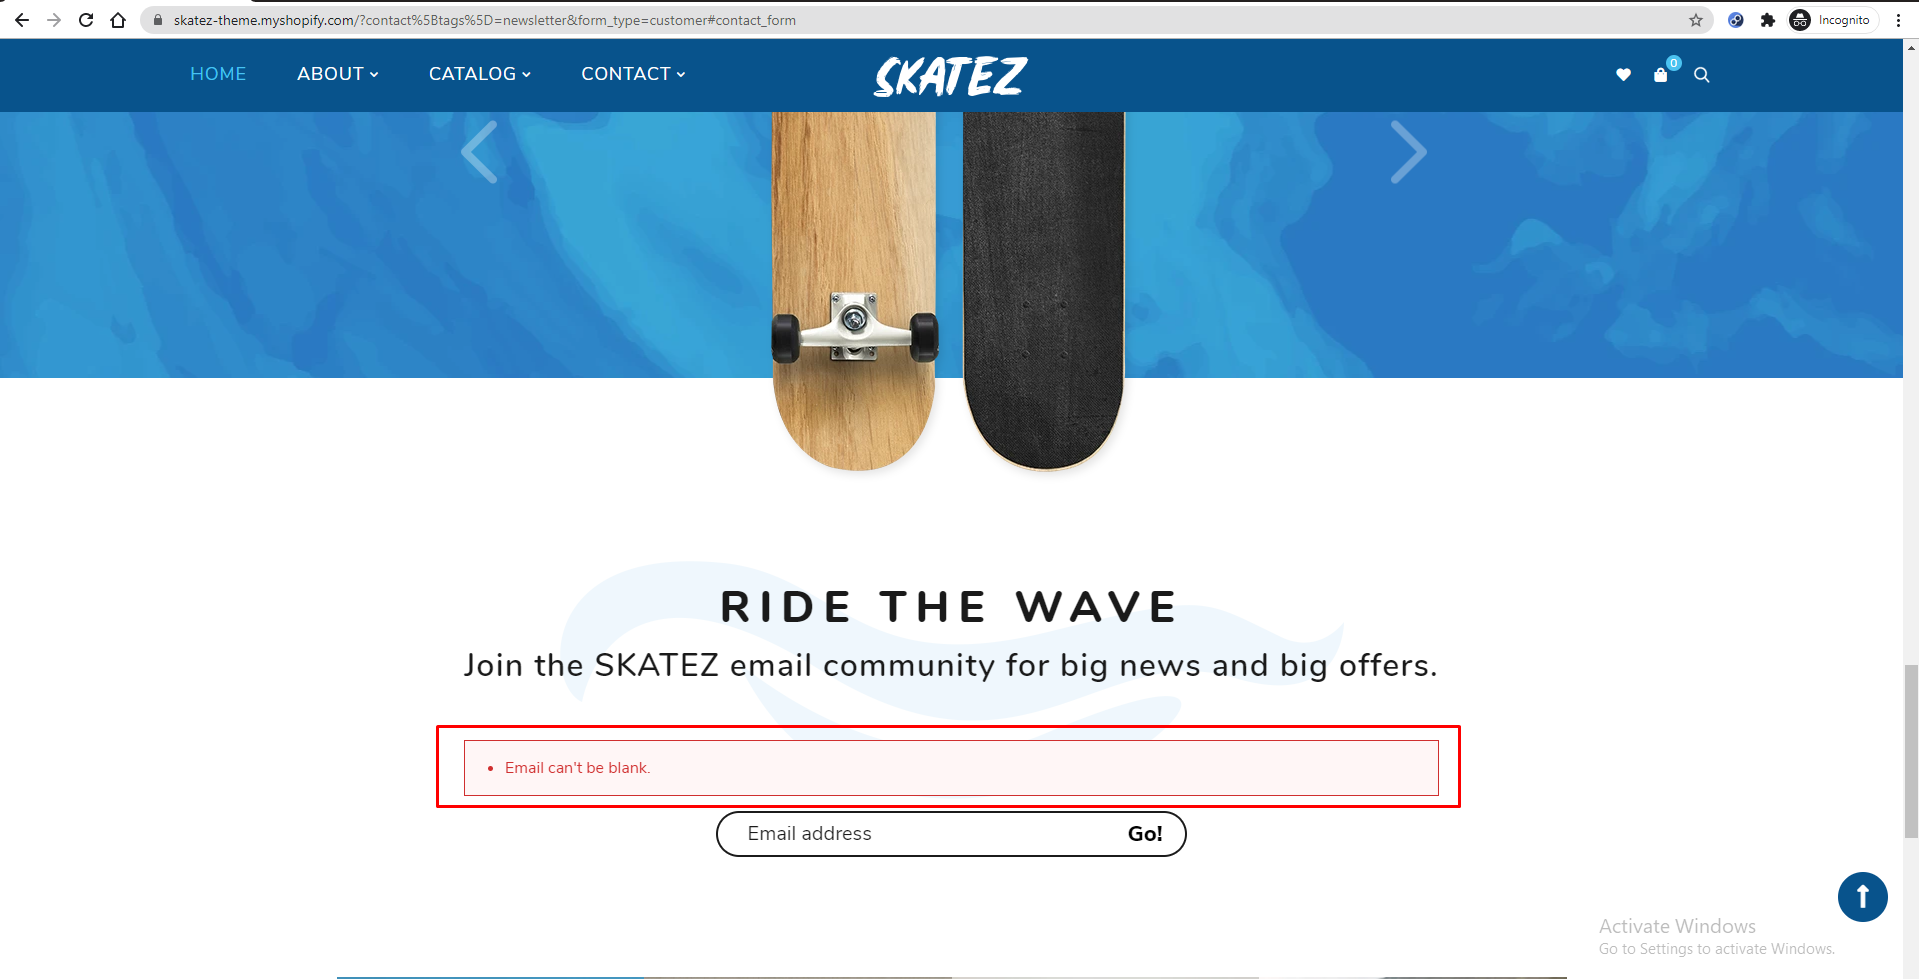 skatez-theme.myshopify.com/?contact%5Btags%5D=newsletter&form_type=customer#contact_form
Incognito
HOME ABOUT CATALOG CONTACT SKATEZ 0
RIDE THE WAVE
Join the SKATEZ email community for big news and big offers.
• Email can't be blank.
Email address Go!
Activate Windows
Go to Settings to activate Windows.